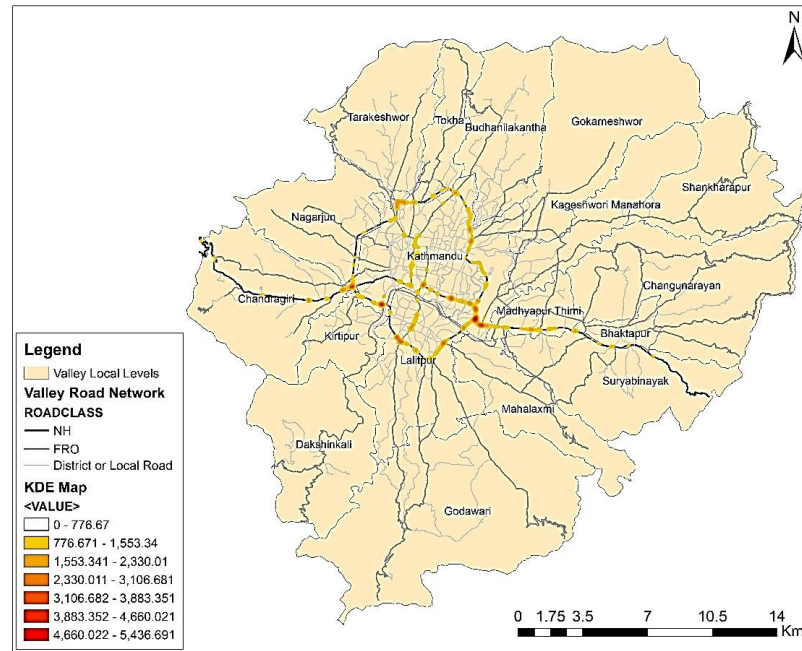 N
Tarakeshwor
Tokha
Budhanilakantha
Gokarneshwor
Shankharapur
Kageshwori Manahora
Nagarjun
Kathmandu
Changunarayan
Chandragiri
Madhyapur Thimi
Bhaktapur
Kirtipur
Lalitpur
Suryabinayak
Mahalaxmi
Dakshinkali
Godawari
Legend
Valley Local Levels
Valley Road Network
ROADCLASS
NH
FRO
District or Local Road
KDE Map
<VALUE>
0 - 776.67
776.671 - 1,553.34
1,553.341 - 2,330.01
2,330.011 - 3,106.681
3,106.682 - 3,883.351
3,883.352 - 4,660.021
4,660.022 - 5,436.691
0 1.75 3.5 7 10.5 14
Km